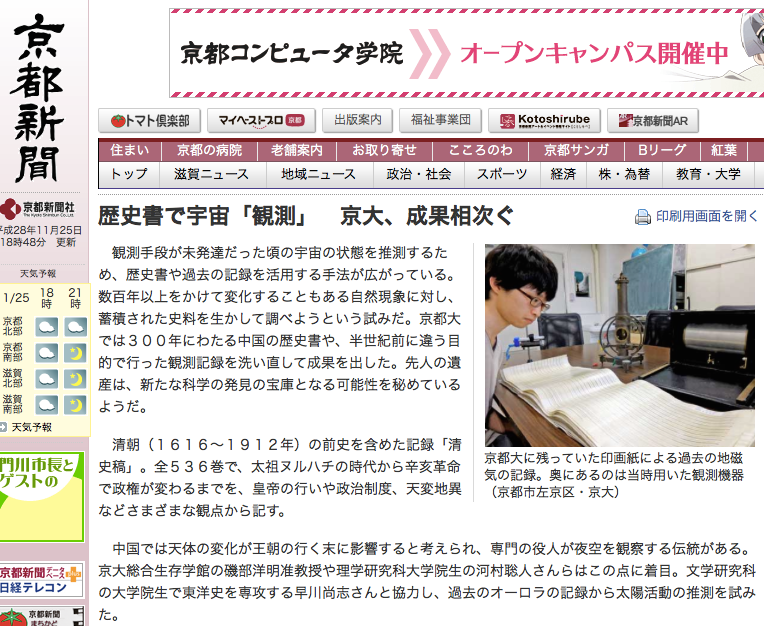 京都新聞
京都コンピュータ学院
オープンキャンパス開催中
トマト倶楽部
マイベストプロ 京都
出版案内
福祉事業団
Kotoshirube
京都新聞AR
住まい
京都の病院
老舗案内
お取り寄せ
こころのわ
京都サンガ
Bリーグ
紅葉
トップ
滋賀ニュース
地域ニュース
政治・社会
スポーツ
経済
株・為替
教育・大学
京都新聞社
The Kyoto Shimbun Co.,Ltd.
平成28年11月25日
18時48分 更新
天気予報
1/25
18時
21時
京都北部
京都南部
滋賀北部
滋賀南部
天気予報
門川市長と
ゲストの
京都新聞データベース
日経テレコン
京都新聞
まちかど
歴史書で宇宙「観測」 京大、成果相次ぐ
印刷用画面を開く
観測手段が未発達だった頃の宇宙の状態を推測するた
め、歴史書や過去の記録を活用する手法が広がっている。
数百年以上をかけて変化することもある自然現象に対し、
蓄積された史料を生かして調べようという試みだ。京都大
では３００年にわたる中国の歴史書や、半世紀前に違う目
的で行った観測記録を洗い直して成果を出した。先人の遺
産は、新たな科学の発見の宝庫となる可能性を秘めている
ようだ。
清朝（１６１６～１９１２年）の前史を含めた記録「清
史稿」。全５３６巻で、太祖ヌルハチの時代から辛亥革命
で政権が変わるまでを、皇帝の行いや政治制度、天変地異
などさまざまな観点から記す。
京都大に残っていた印画紙による過去の地磁
気の記録。奥にあるのは当時用いた観測機器
（京都市左京区・京大）
中国では天体の変化が王朝の行く末に影響すると考えられ、専門の役人が夜空を観察する伝統がある。
京大総合生存学館の磯部洋明准教授や理学研究科大学院生の河村聡人さんらはこの点に着目。文学研究科
の大学院生で東洋史を専攻する早川尚志さんと協力し、過去のオーロラの記録から太陽活動の推測を試み
た。